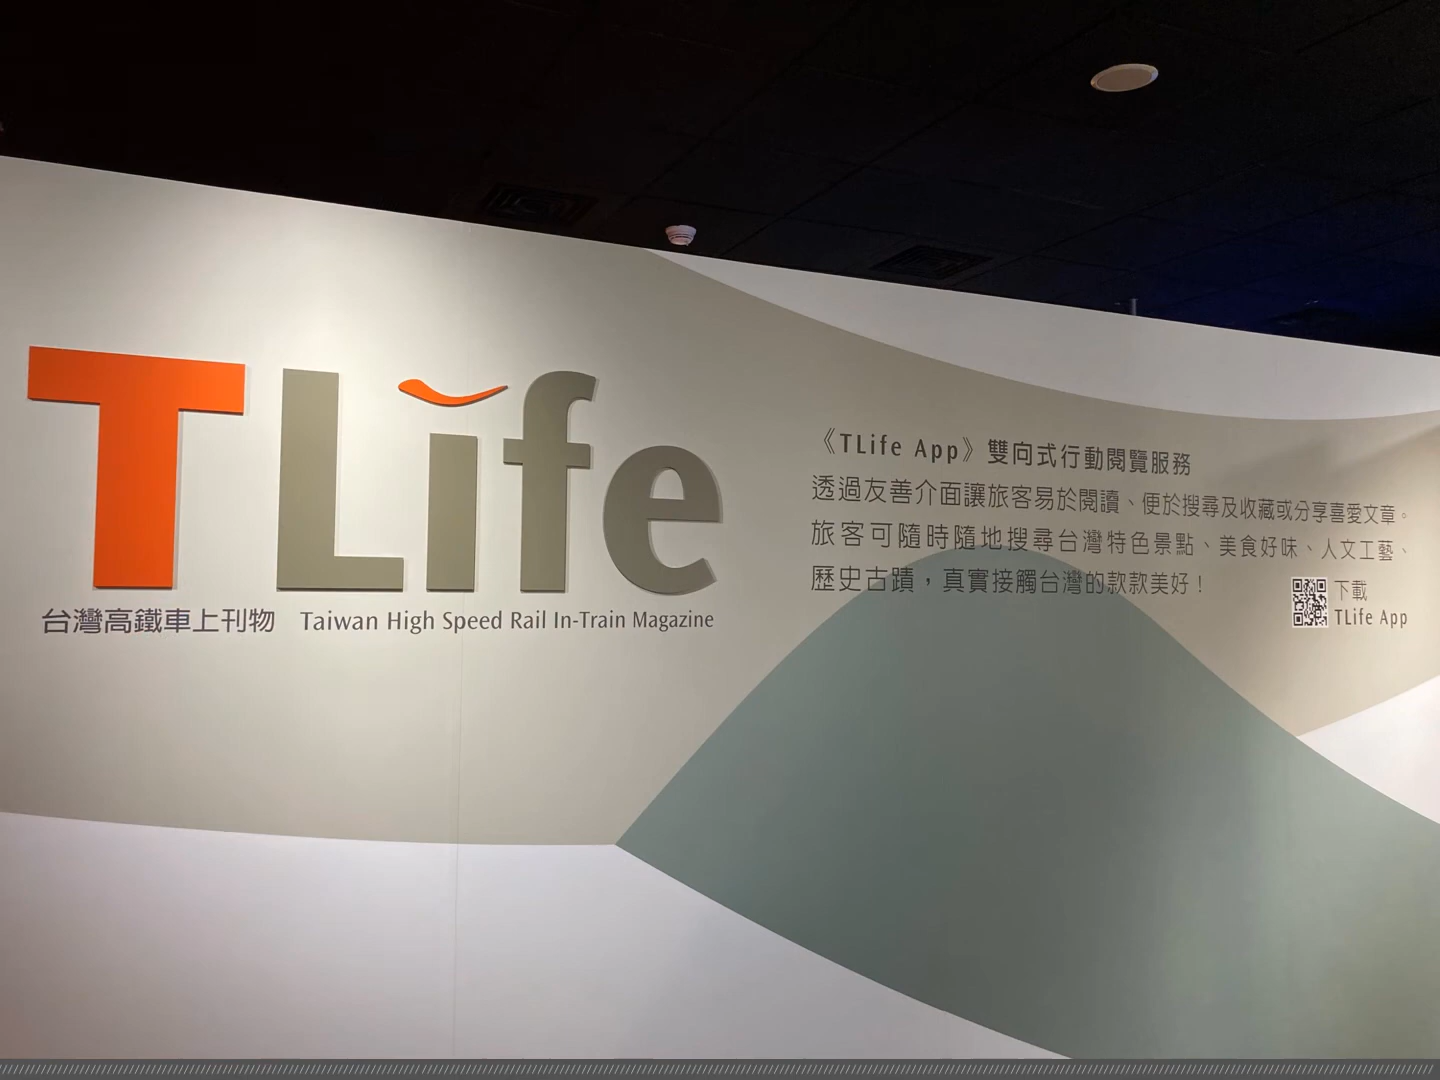 TLife
台灣高鐵車上刊物 Taiwan High Speed Rail In-Train Magazine
《TLife App》雙向式行動閱覽服務
透過友善介面讓旅客易於閱讀、便於搜尋及收藏或分享喜愛文章。
旅客可隨時隨地搜尋台灣特色景點、美食好味、人文工藝、
歷史古蹟，真實接觸台灣的款款美好！
下載
TLife App